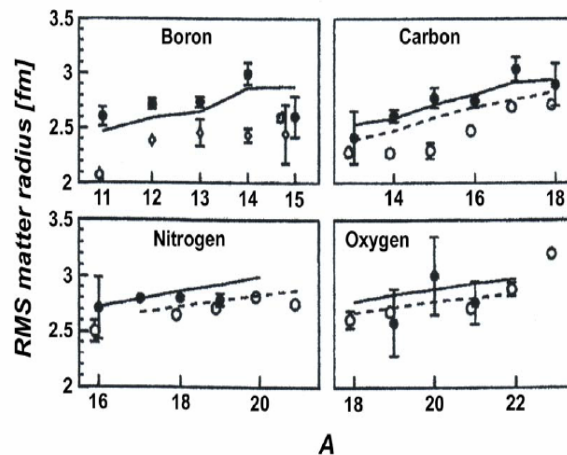 RMS matter radius [fm]
3.5
3
2.5
2
Boron
11 12 13 14 15
Carbon
14 16 18
3.5
3
2.5
2
Nitrogen
16 18 20
Oxygen
18 20 22
A